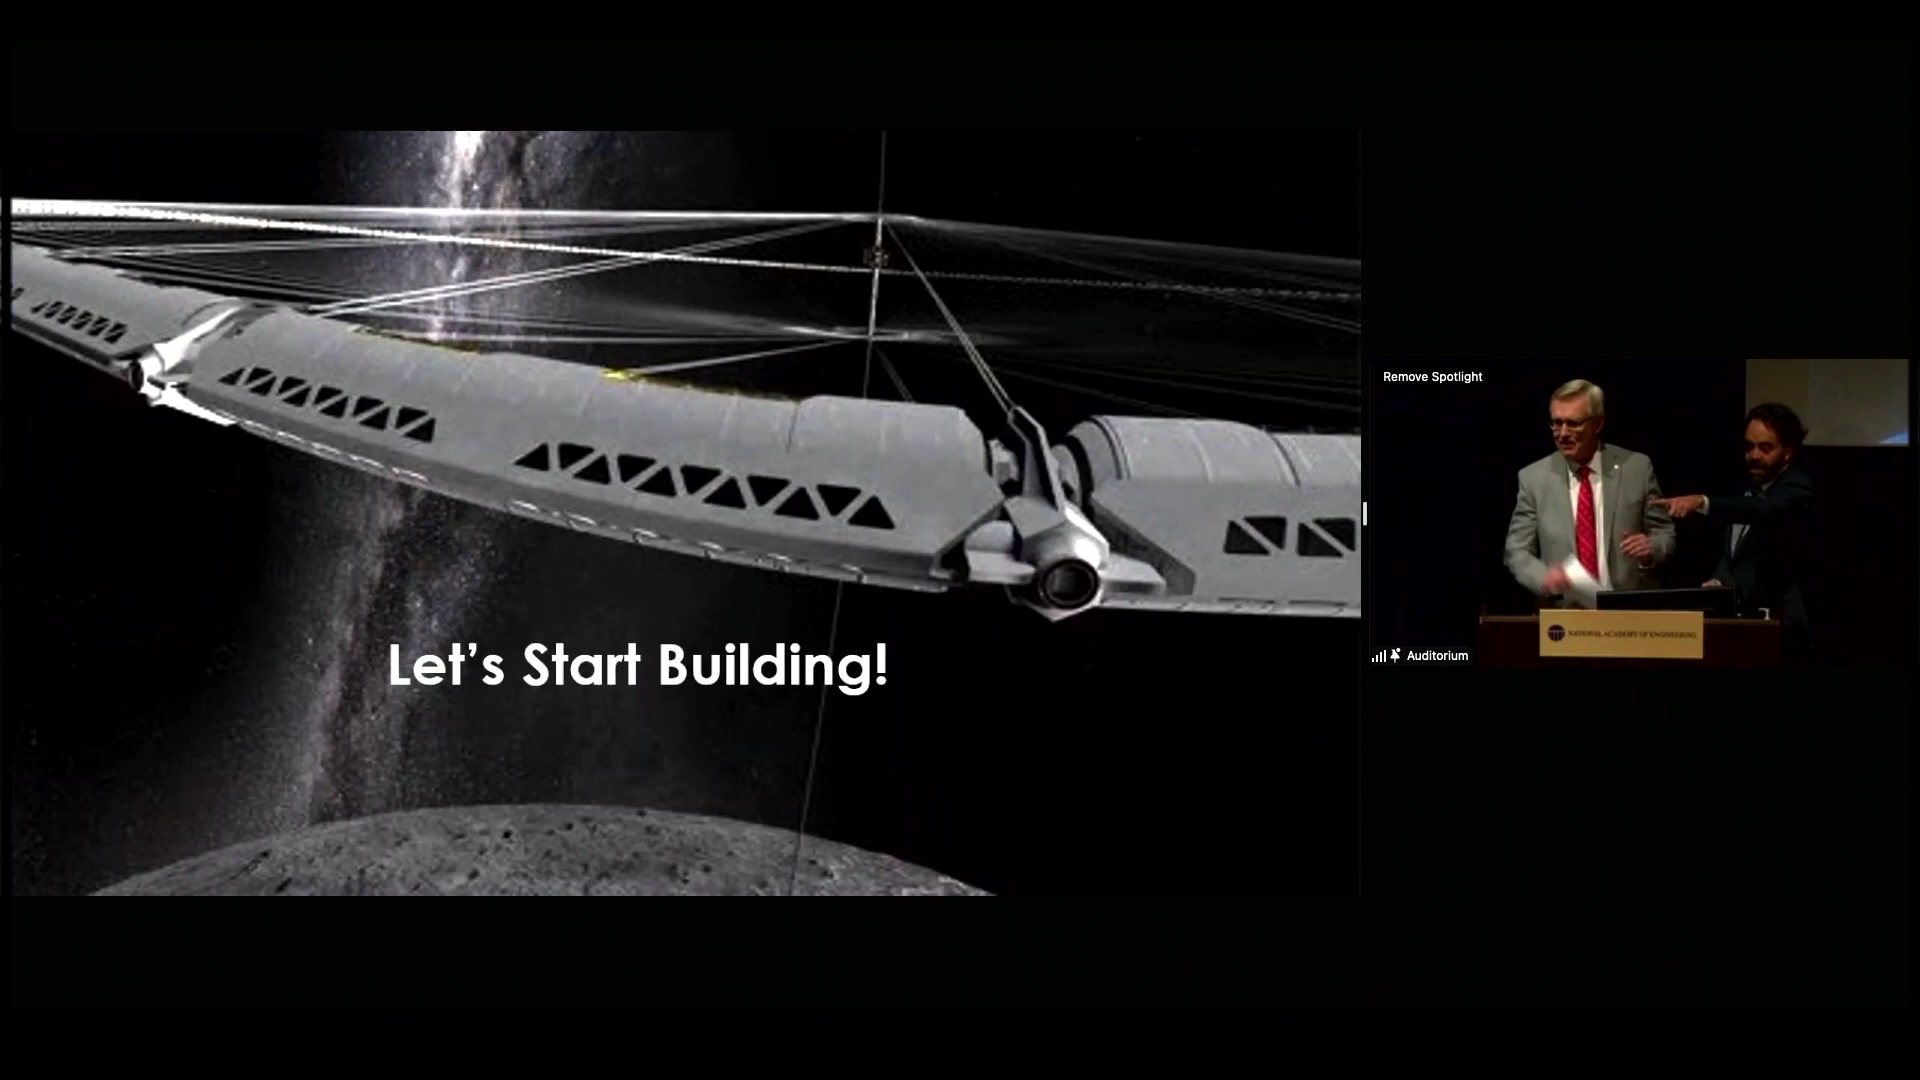 Let's Start Building!
Remove Spotlight
NATIONAL ACADEMY OF ENGINEERING
Auditorium